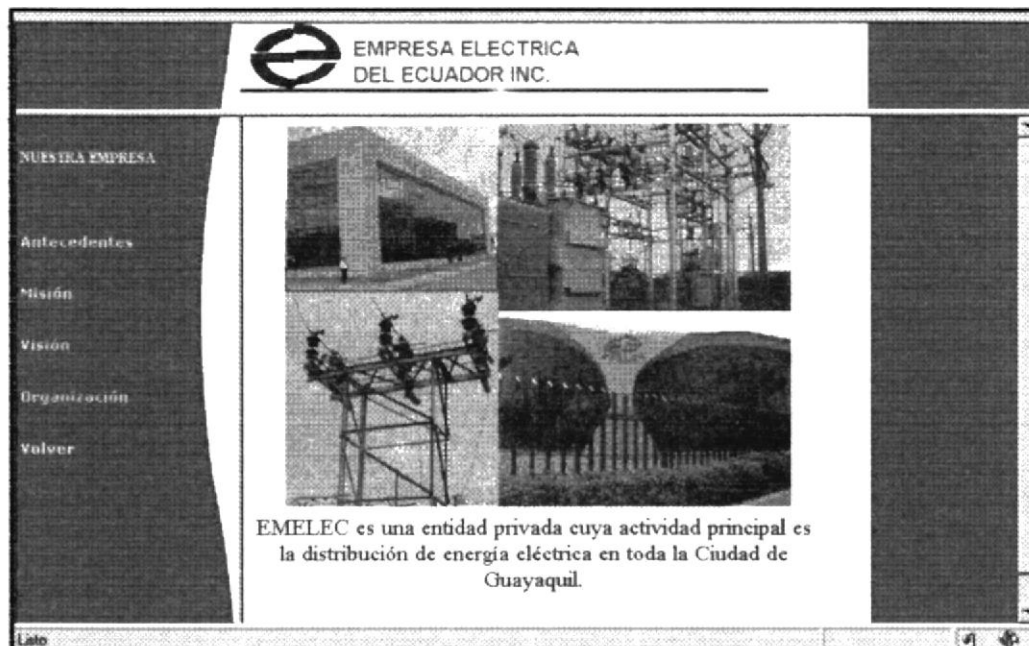 EMPRESA ELECTRICA
DEL ECUADOR INC.
NUESTRA EMPRESA
Antecedentes
Misión
Visión
Organización
Volver
EMELEC es una entidad privada cuya actividad principal es
la distribución de energía eléctrica en toda la Ciudad de
Guayaquil.
Listo